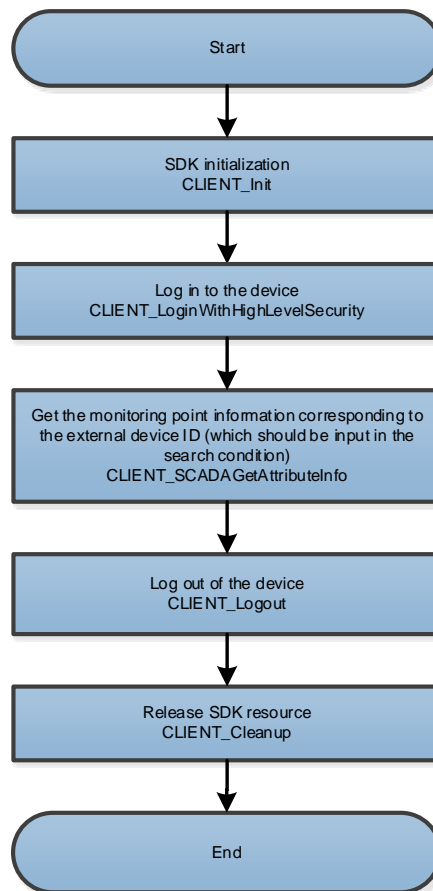 Start
SDK initialization
CLIENT_Init
Log in to the device
CLIENT_LoginWithHighLevelSecurity
Get the monitoring point information corresponding to
the external device ID (which should be input in the
search condition)
CLIENT_SCADAGetAttributeInfo
Log out of the device
CLIENT_Logout
Release SDK resource
CLIENT_Cleanup
End